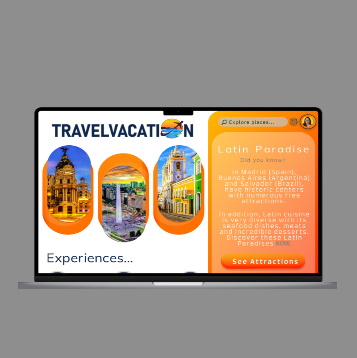 TRAVELVACATION
Explore places...
Latin Paradise
Did you know?
In Madrid (Spain),
Buenos Aires (Argentina)
and Salvador (Brazil),
have historic centers
with numerous free
attractions.
In addition, Latin cuisine
is very diverse with its
seafood dishes, meats
and incredible desserts.
Discover these Latin
Paradises
Experiences...
See Attractions